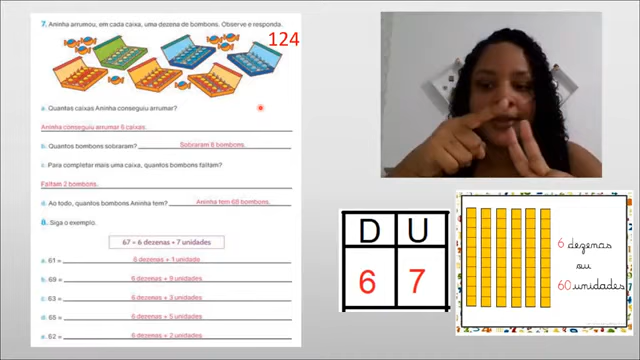 7. Aninha arrumou, em cada caixa, uma dezena de bombons. Observe e responda.
124
a. Quantas caixas Aninha conseguiu arrumar?
Aninha conseguiu arrumar 6 caixas.
b. Quantos bombons sobraram? Sobraram 8 bombons.
c. Para completar mais uma caixa, quantos bombons faltam?
Faltam 2 bombons.
d. Ao todo, quantos bombons Aninha tem? Aninha tem 68 bombons.
8. Siga o exemplo.
67 = 6 dezenas + 7 unidades
a. 61 = 6 dezenas + 1 unidade
b. 69 = 6 dezenas + 9 unidades
c. 63 = 6 dezenas + 3 unidades
d. 6 dezenas + 5 unidades
e. 62 = 6 dezenas + 2 unidades
D U
6 7
6 dezenas
ou
60 unidades